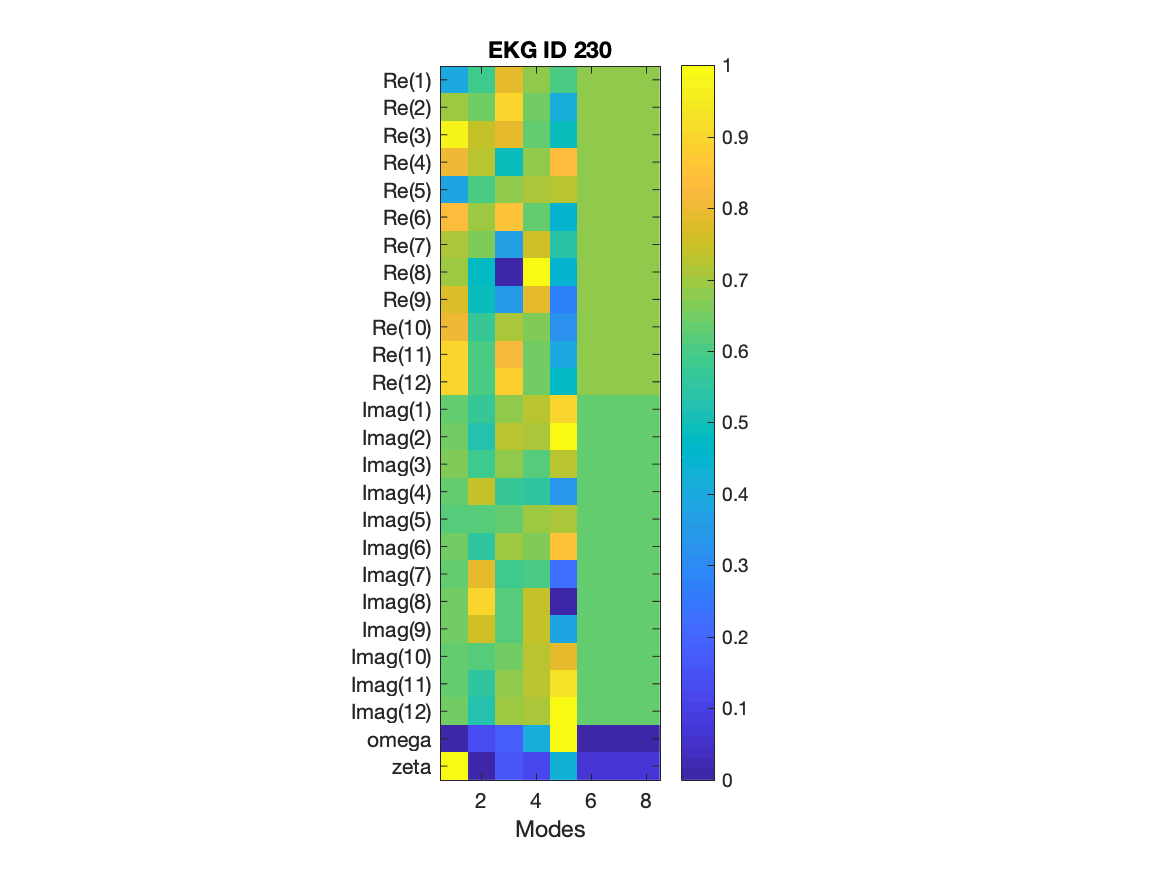 EKG ID 230
Re(1)
Re(2)
Re(3)
Re(4)
Re(5)
Re(6)
Re(7)
Re(8)
Re(9)
Re(10)
Re(11)
Re(12)
Imag(1)
Imag(2)
Imag(3)
Imag(4)
Imag(5)
Imag(6)
Imag(7)
Imag(8)
Imag(9)
Imag(10)
Imag(11)
Imag(12)
omega
zeta
2 4 6 8
Modes
1
0.9
0.8
0.7
0.6
0.5
0.4
0.3
0.2
0.1
0